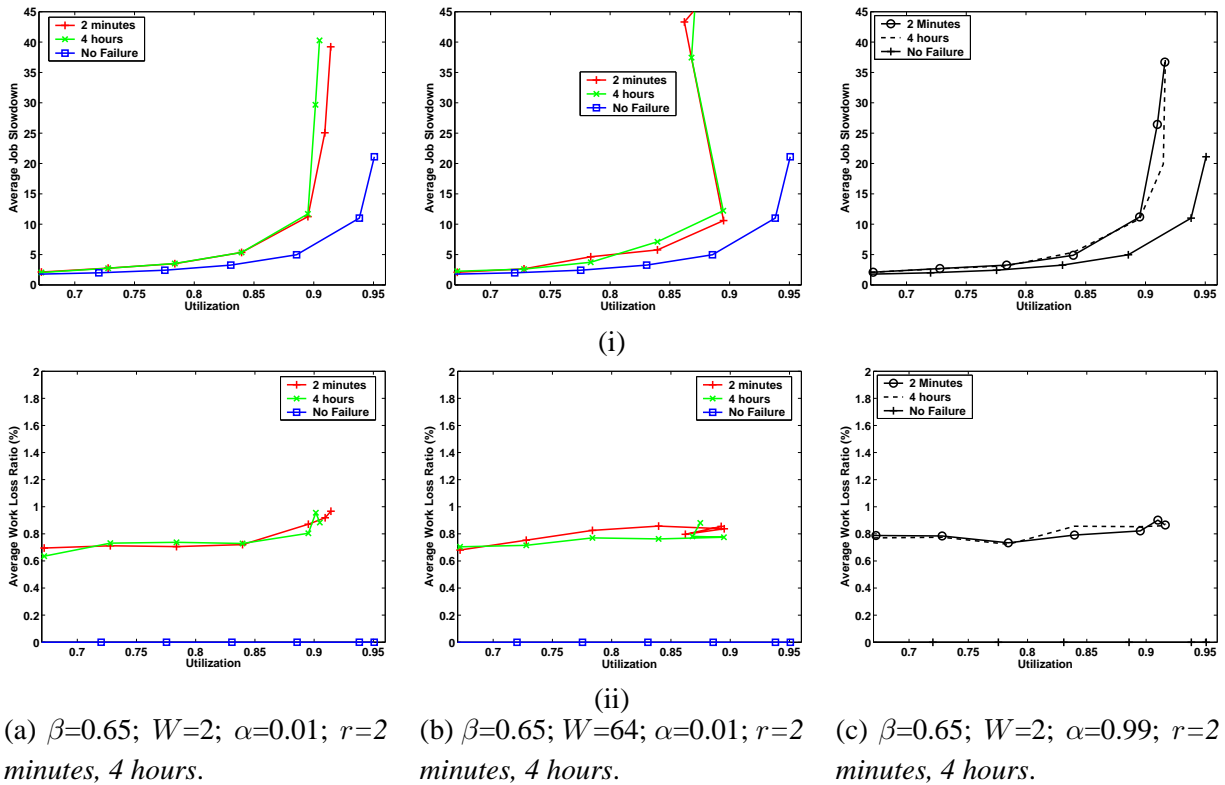 45
40
35
30
25
20
15
10
5
0
Average Job Slowdown
2 minutes
4 hours
No Failure
0.7 0.75 0.8 0.85 0.9 0.95
Utilization
45
40
35
30
25
20
15
10
5
0
Average Job Slowdown
2 minutes
4 hours
No Failure
0.7 0.75 0.8 0.85 0.9 0.95
Utilization
45
40
35
30
25
20
15
10
5
0
Average Job Slowdown
2 Minutes
4 hours
No Failure
0.7 0.75 0.8 0.85 0.9 0.95
Utilization
(i)
2
1.8
1.6
1.4
1.2
1
0.8
0.6
0.4
0.2
0
Average Work Loss Ratio (%)
2 minutes
4 hours
No Failure
0.7 0.75 0.8 0.85 0.9 0.95
Utilization
2
1.8
1.6
1.4
1.2
1
0.8
0.6
0.4
0.2
0
Average Work Loss Ratio (%)
2 minutes
4 hours
No Failure
0.7 0.75 0.8 0.85 0.9 0.95
Utilization
2
1.8
1.6
1.4
1.2
1
0.8
0.6
0.4
0.2
0
Average Work Loss Ratio (%)
2 Minutes
4 hours
No Failure
0.7 0.75 0.8 0.85 0.9 0.95
Utilization
(ii)
(a) β=0.65; W=2; α=0.01; r=2
minutes, 4 hours.
(b) β=0.65; W=64; α=0.01; r=2
minutes, 4 hours.
(c) β=0.65; W=2; α=0.99; r=2
minutes, 4 hours.